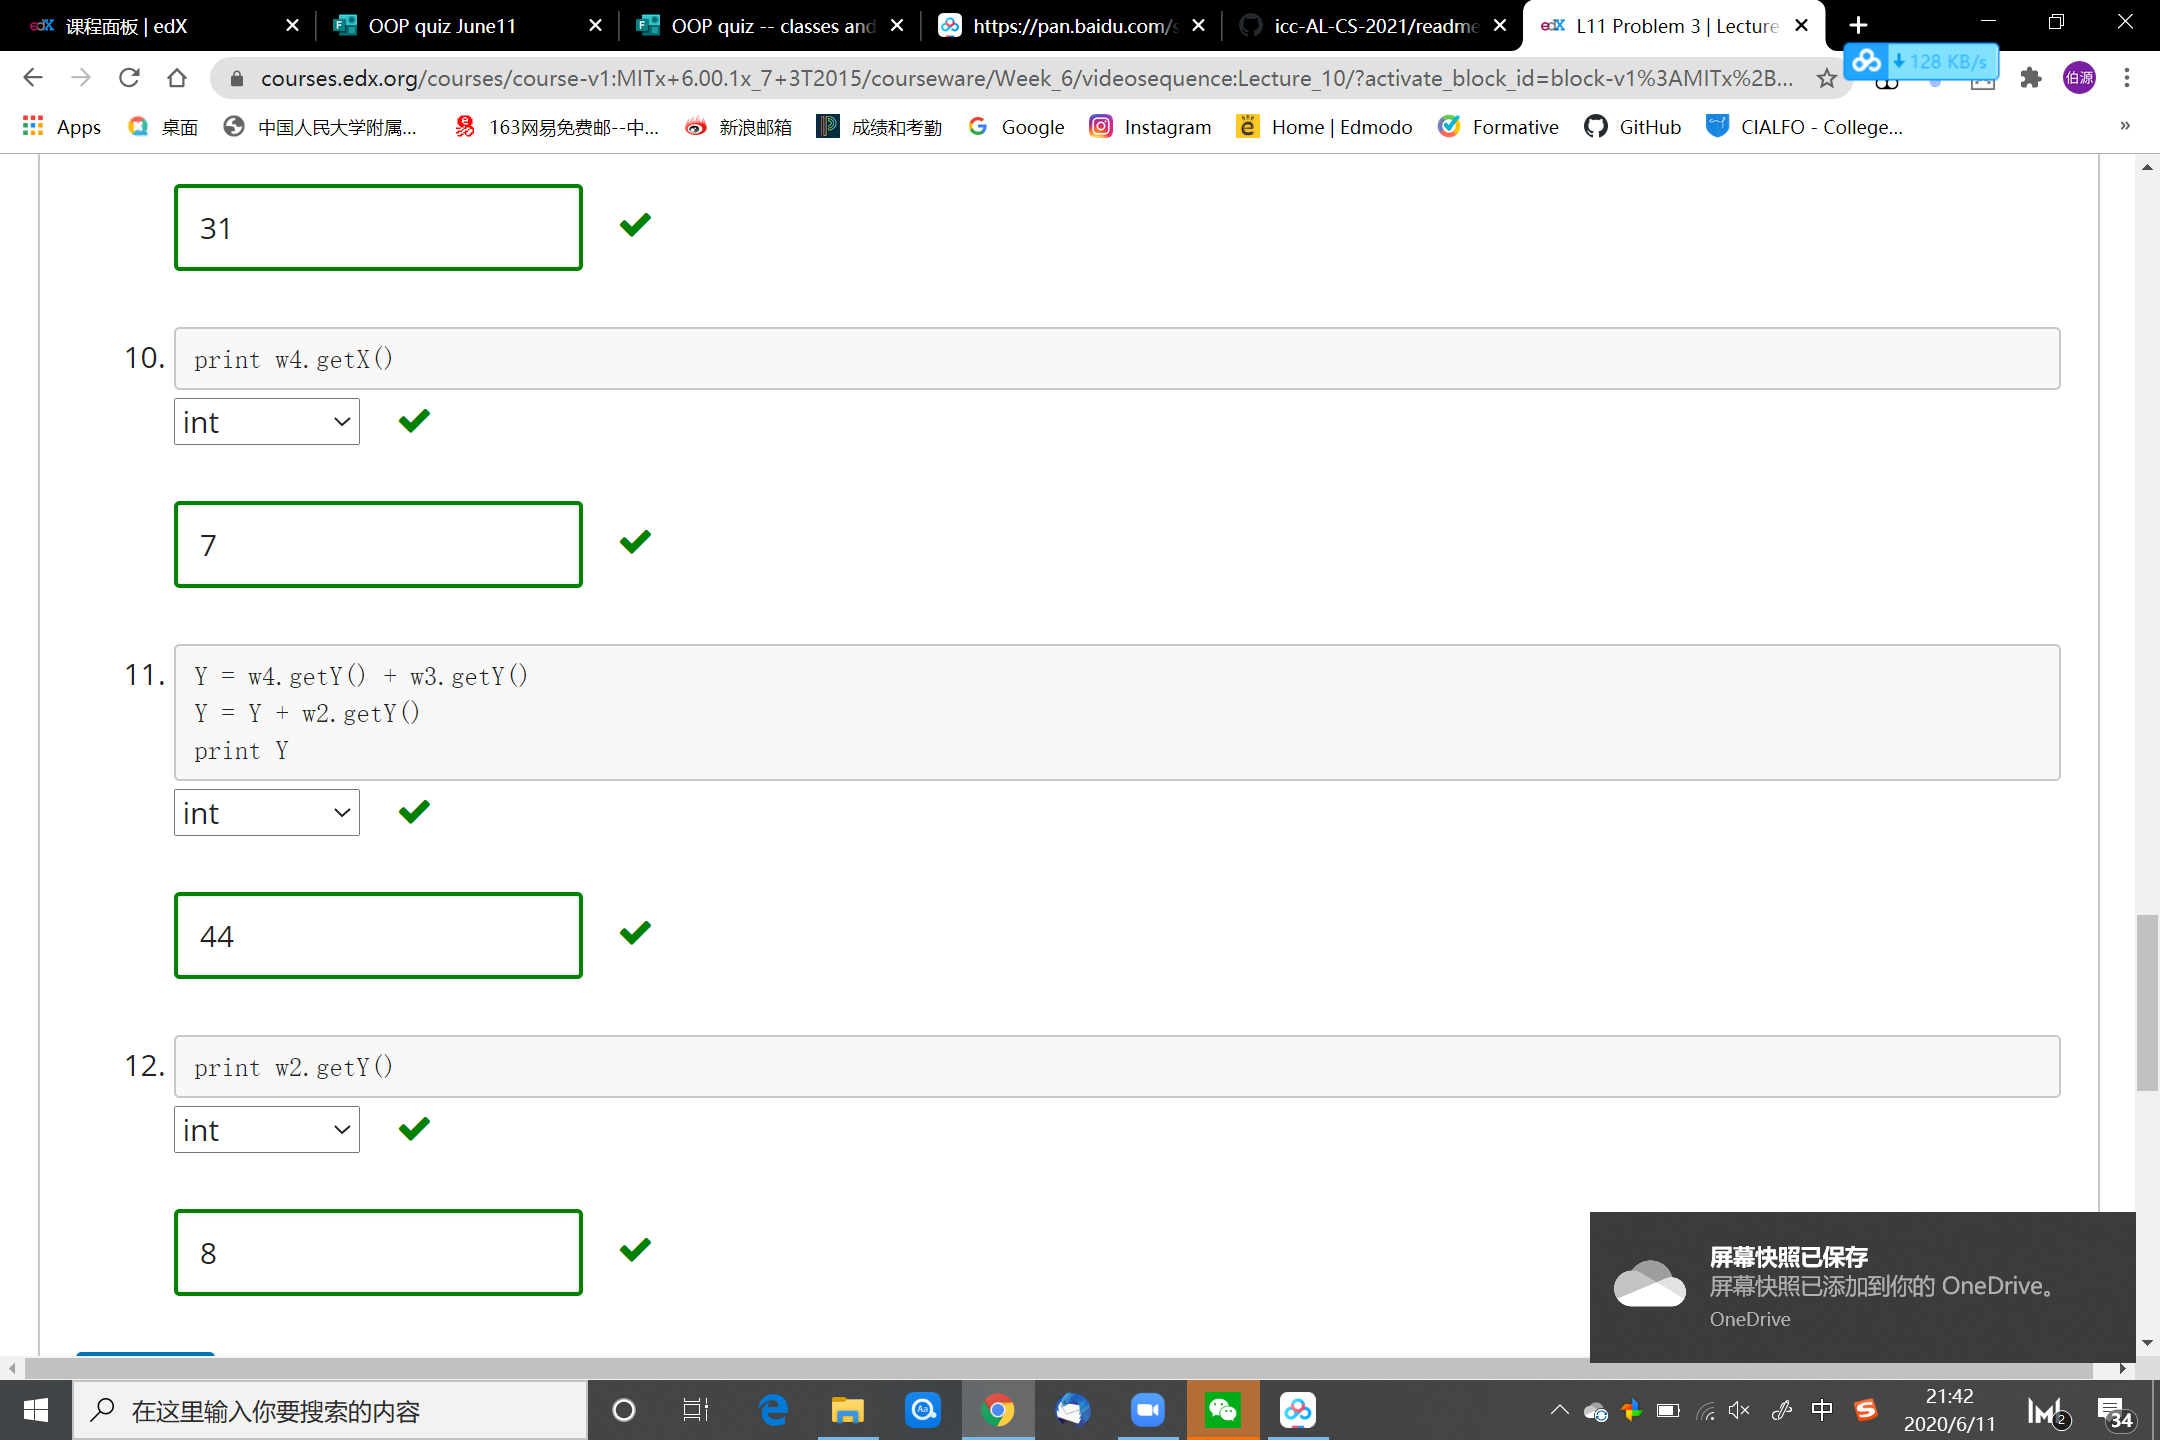 课程面板 | edX
OOP quiz June11
OOP quiz -- classes and
https://pan.baidu.com/s
icc-AL-CS-2021/readme
L11 Problem 3 | Lecture
courses.edx.org/courses/course-v1:MITx+6.00.1x_7+3T2015/courseware/Week_6/videosequence:Lecture_10/?activate_block_id=block-v1%3AMITx%2B...
128 KB/s
伯源
Apps
桌面
中国人民大学附属...
163网易免费邮--中...
新浪邮箱
成绩和考勤
Google
Instagram
Home | Edmodo
Formative
GitHub
CIALFO - College...
»
31
10.
print w4.getX()
int
7
11.
Y = w4.getY() + w3.getY()
Y = Y + w2.getY()
print Y
int
44
12.
print w2.getY()
int
8
屏幕快照已保存
屏幕快照已添加到你的 OneDrive。
OneDrive
在这里输入你要搜索的内容
中
21:42
2020/6/11
2
34